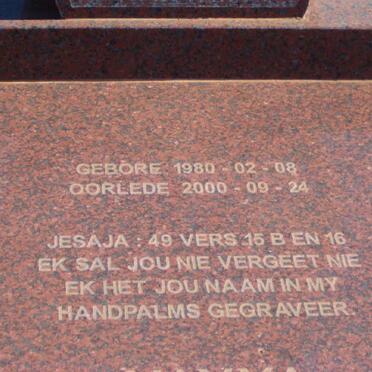 GEBORE 1980 - 02 - 08
OORLEDE 2000 - 09 - 24
JESAJA : 49 VERS 15 B EN 16
EK SAL JOU NIE VERGEET NIE
EK HET JOU NAAM IN MY
HANDPALMS GEGRAVEER.